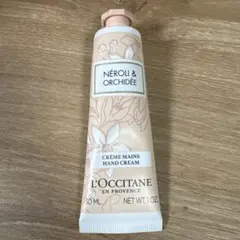 NÉROLI &
ORCHIDÉE
CRÈME MAINS
HAND CREAM
L'OCCITANE
EN PROVENCE
30 ML NET WT. 1 OZ.